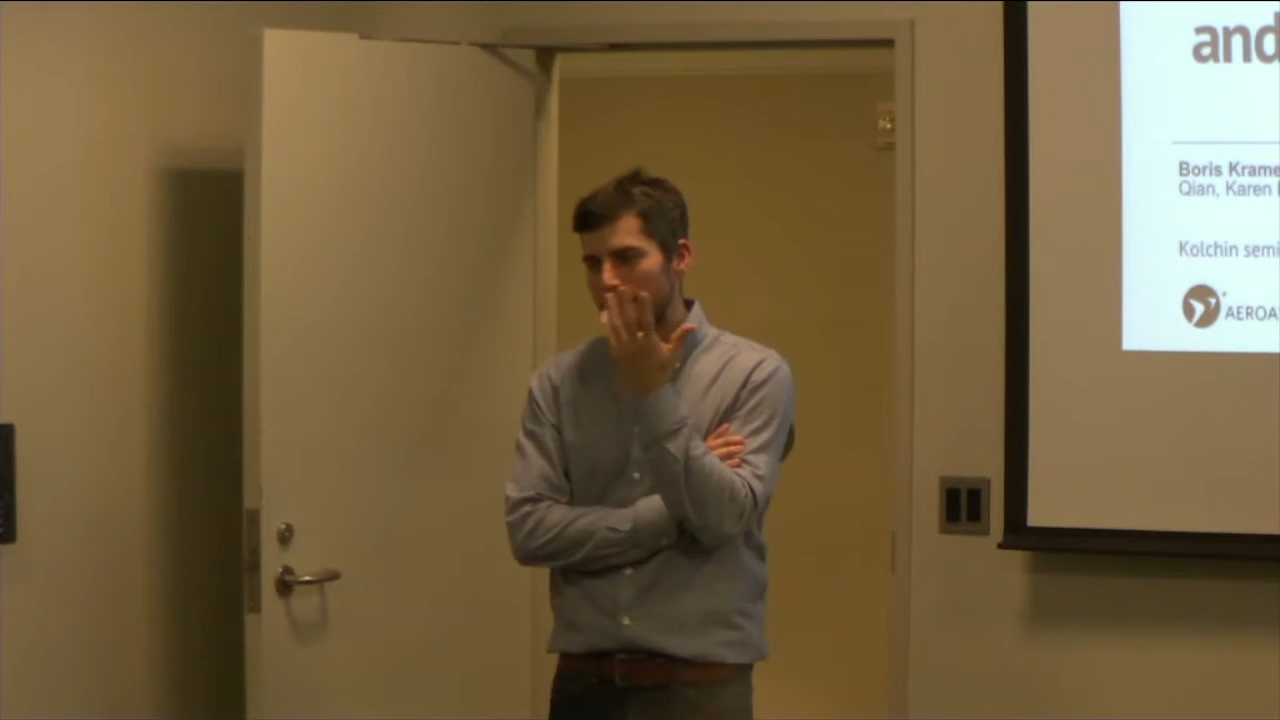 and
Boris Krame
Qian, Karen
Kolchin semi
AEROA